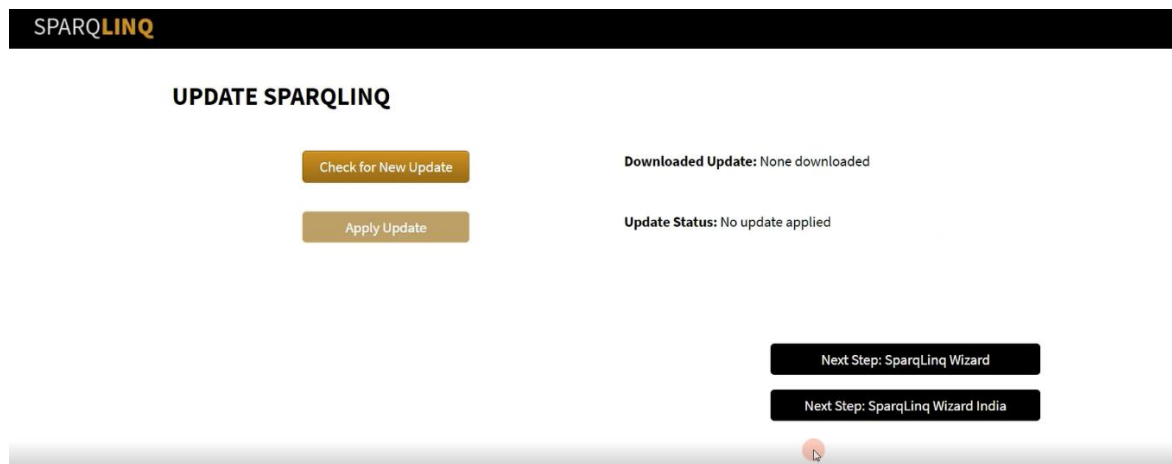 SPARQLINQ
UPDATE SPARQLINQ
Check for New Update
Downloaded Update: None downloaded
Apply Update
Update Status: No update applied
Next Step: SparqLinq Wizard
Next Step: SparqLinq Wizard India